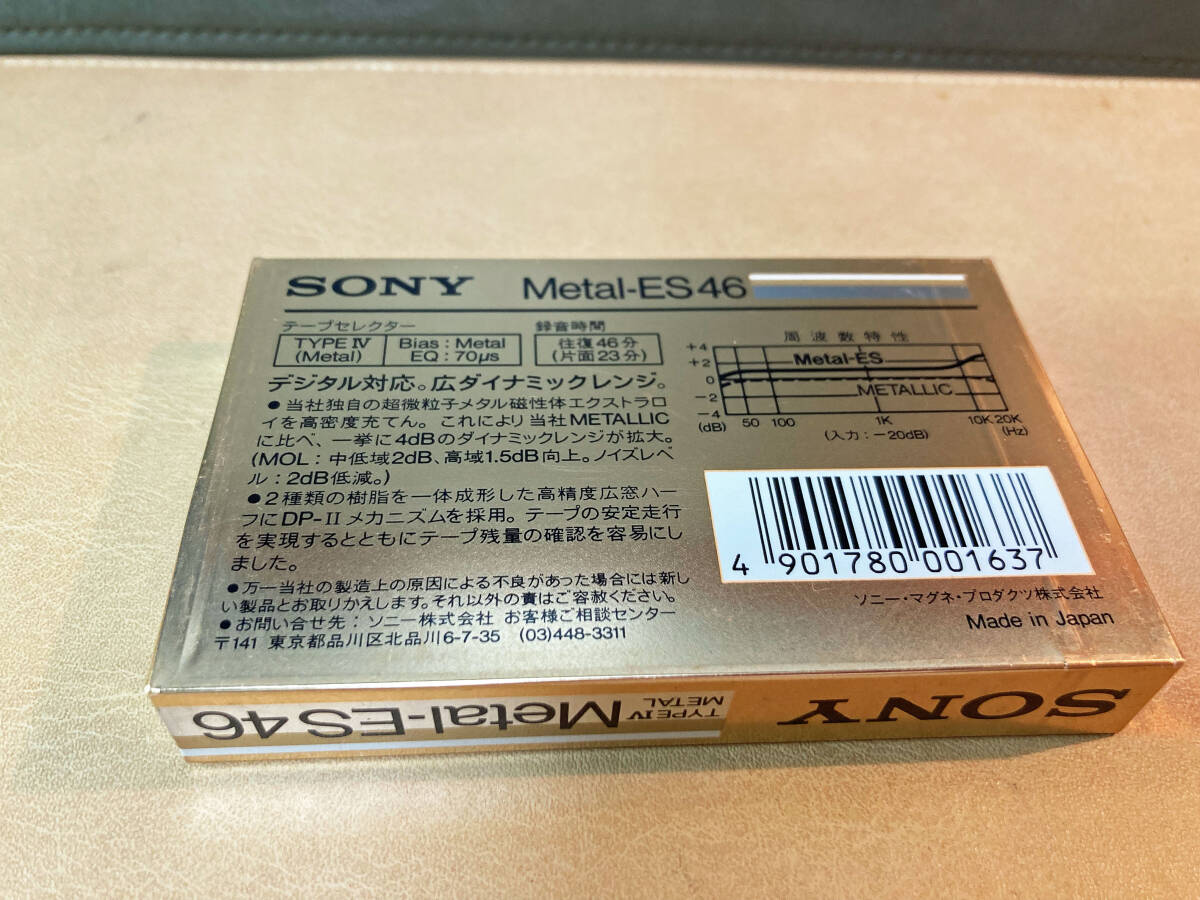 SONY Metal-ES46
テープセレクター 録音時間
TYPE IV (Metal) Bias : Metal EQ : 70μs 往復46分 (片面23分)
デジタル対応。広ダイナミックレンジ。
●当社独自の超微粒子メタル磁性体エクストラロ
イを高密度充てん。これにより当社METALLIC
に比べ、一挙に4dBのダイナミックレンジが拡大。
(MOL : 中低域2dB、高域1.5dB向上。ノイズレベ
ル : 2dB低減。)
●2種類の樹脂を一体成形した高精度広窓ハー
フにDP-IIメカニズムを採用。テープの安定走行
を実現するとともにテープ残量の確認を容易にし
ました。
●万一当社の製造上の原因による不良があった場合には新し
い製品とお取りかえします。それ以外の責はご容赦ください。
●お問い合せ先 : ソニー株式会社 お客様ご相談センター
〒141 東京都品川区北品川6-7-35 (03)448-3311
周波数特性
+4
+2
0
-2
-4
(dB)
Metal-ES
METALLIC
50 100 1K 10K 20K
(入力 : -20dB) (Hz)
4 901780 001637
ソニー・マグネ・プロダクツ株式会社
Made in Japan
SONY
TYPE IV
METAL
Metal-ES46